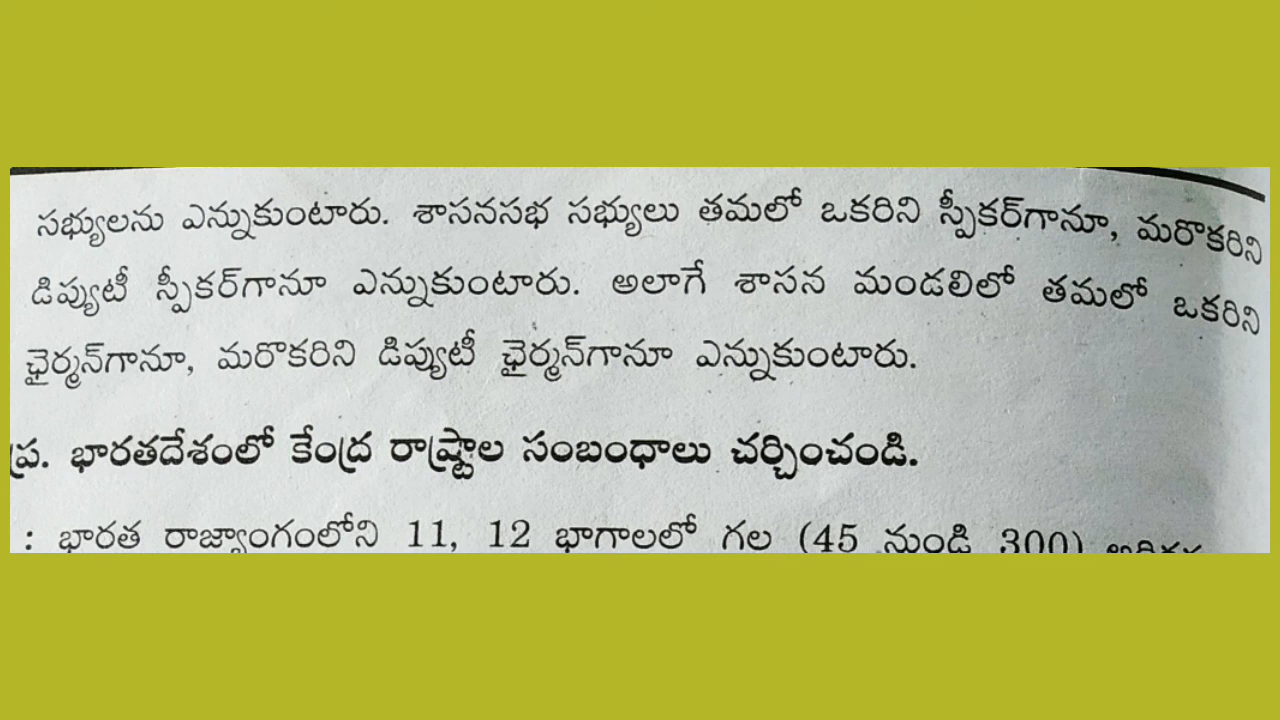 సభ్యులను ఎన్నుకుంటారు. శాసనసభ సభ్యులు తమలో ఒకరిని స్పీకర్‌గానూ, మరొకరిని
డిప్యుటీ స్పీకర్‌గానూ ఎన్నుకుంటారు. అలాగే శాసన మండలిలో తమలో ఒకరిని
ఛైర్మన్‌గానూ, మరొకరిని డిప్యుటీ ఛైర్మన్‌గానూ ఎన్నుకుంటారు.
ప్ర. భారతదేశంలో కేంద్ర రాష్ట్రాల సంబంధాలు చర్చించండి.
: భారత రాజ్యాంగంలోని 11, 12 భాగాలలో గల (45 నుండి 300)